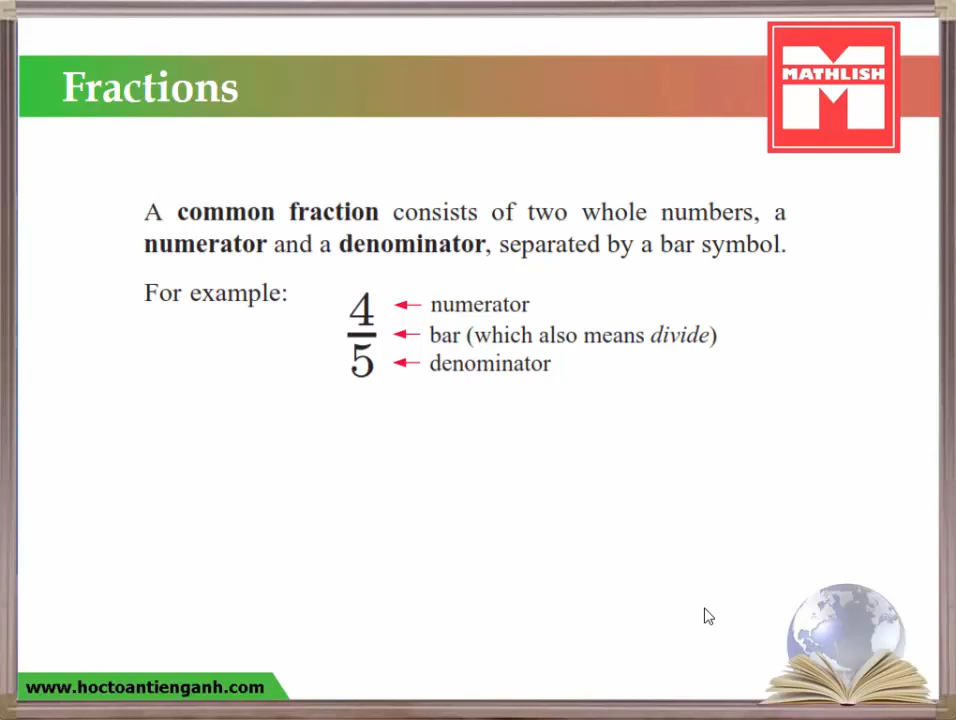 Fractions
MATHLISH
A common fraction consists of two whole numbers, a
numerator and a denominator, separated by a bar symbol.
For example:
4
5
numerator
bar (which also means divide)
denominator
www.hoctoantienganh.com